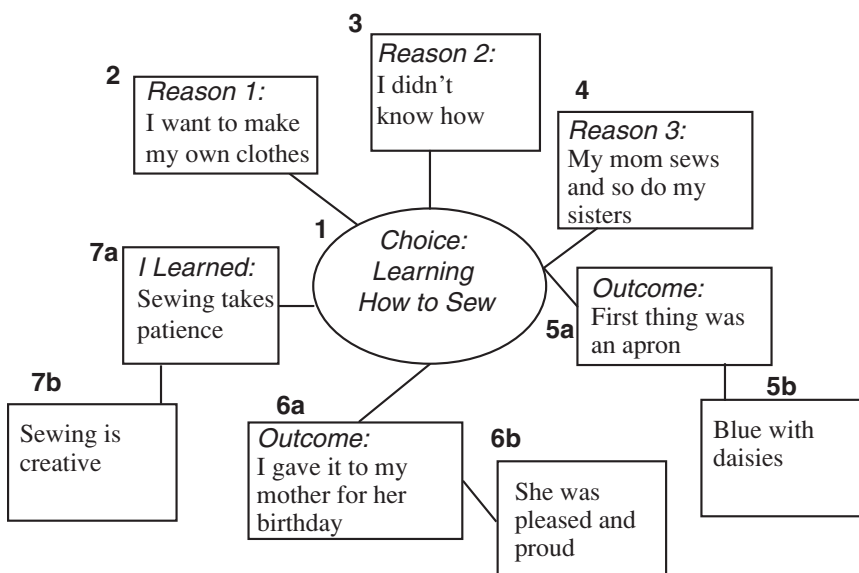 1
Choice:
Learning
How to Sew
2
Reason 1:
I want to make
my own clothes
3
Reason 2:
I didn’t
know how
4
Reason 3:
My mom sews
and so do my
sisters
5a
Outcome:
First thing was
an apron
5b
Blue with
daisies
6a
Outcome:
I gave it to my
mother for her
birthday
6b
She was
pleased and
proud
7a
I Learned:
Sewing takes
patience
7b
Sewing is
creative